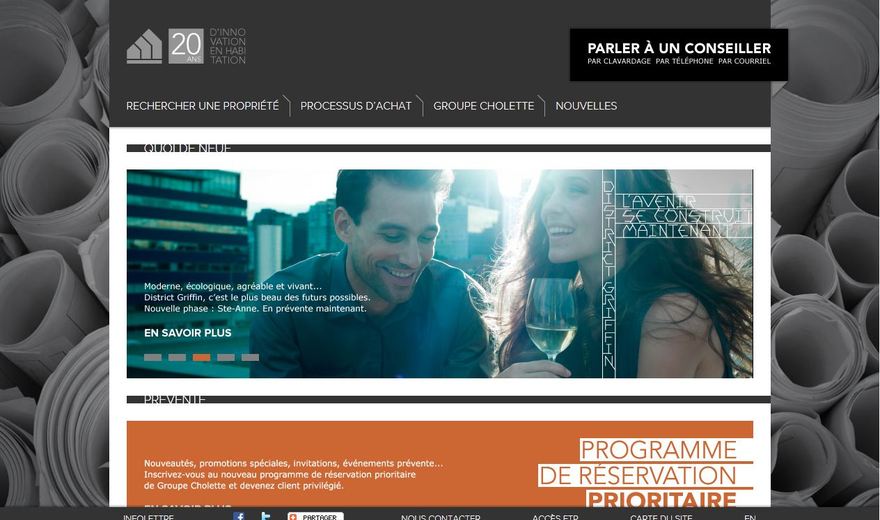 20
ANS
D'INNO
VATION
EN HABI
TATION
PARLER À UN CONSEILLER
PAR CLAVARDAGE PAR TÉLÉPHONE PAR COURRIEL
RECHERCHER UNE PROPRIÉTÉ
PROCESSUS D'ACHAT
GROUPE CHOLETTE
NOUVELLES
QUOI DE NEUF
DISTRICT GRIFFIN
L'AVENIR
SE CONSTRUIT
MAINTENANT
Moderne, écologique, agréable et vivant...
District Griffin, c'est le plus beau des futurs possibles.
Nouvelle phase : Ste-Anne. En prévente maintenant.
EN SAVOIR PLUS
PRÉVENTE
Nouveautés, promotions spéciales, invitations, événements prévente...
Inscrivez-vous au nouveau programme de réservation prioritaire
de Groupe Cholette et devenez client privilégié.
EN SAVOIR PLUS
PROGRAMME
DE RÉSERVATION
PRIORITAIRE
INFOLETTRE
PARTAGER
NOUS CONTACTER
ACCÈS FTP
CARTE DU SITE
EN